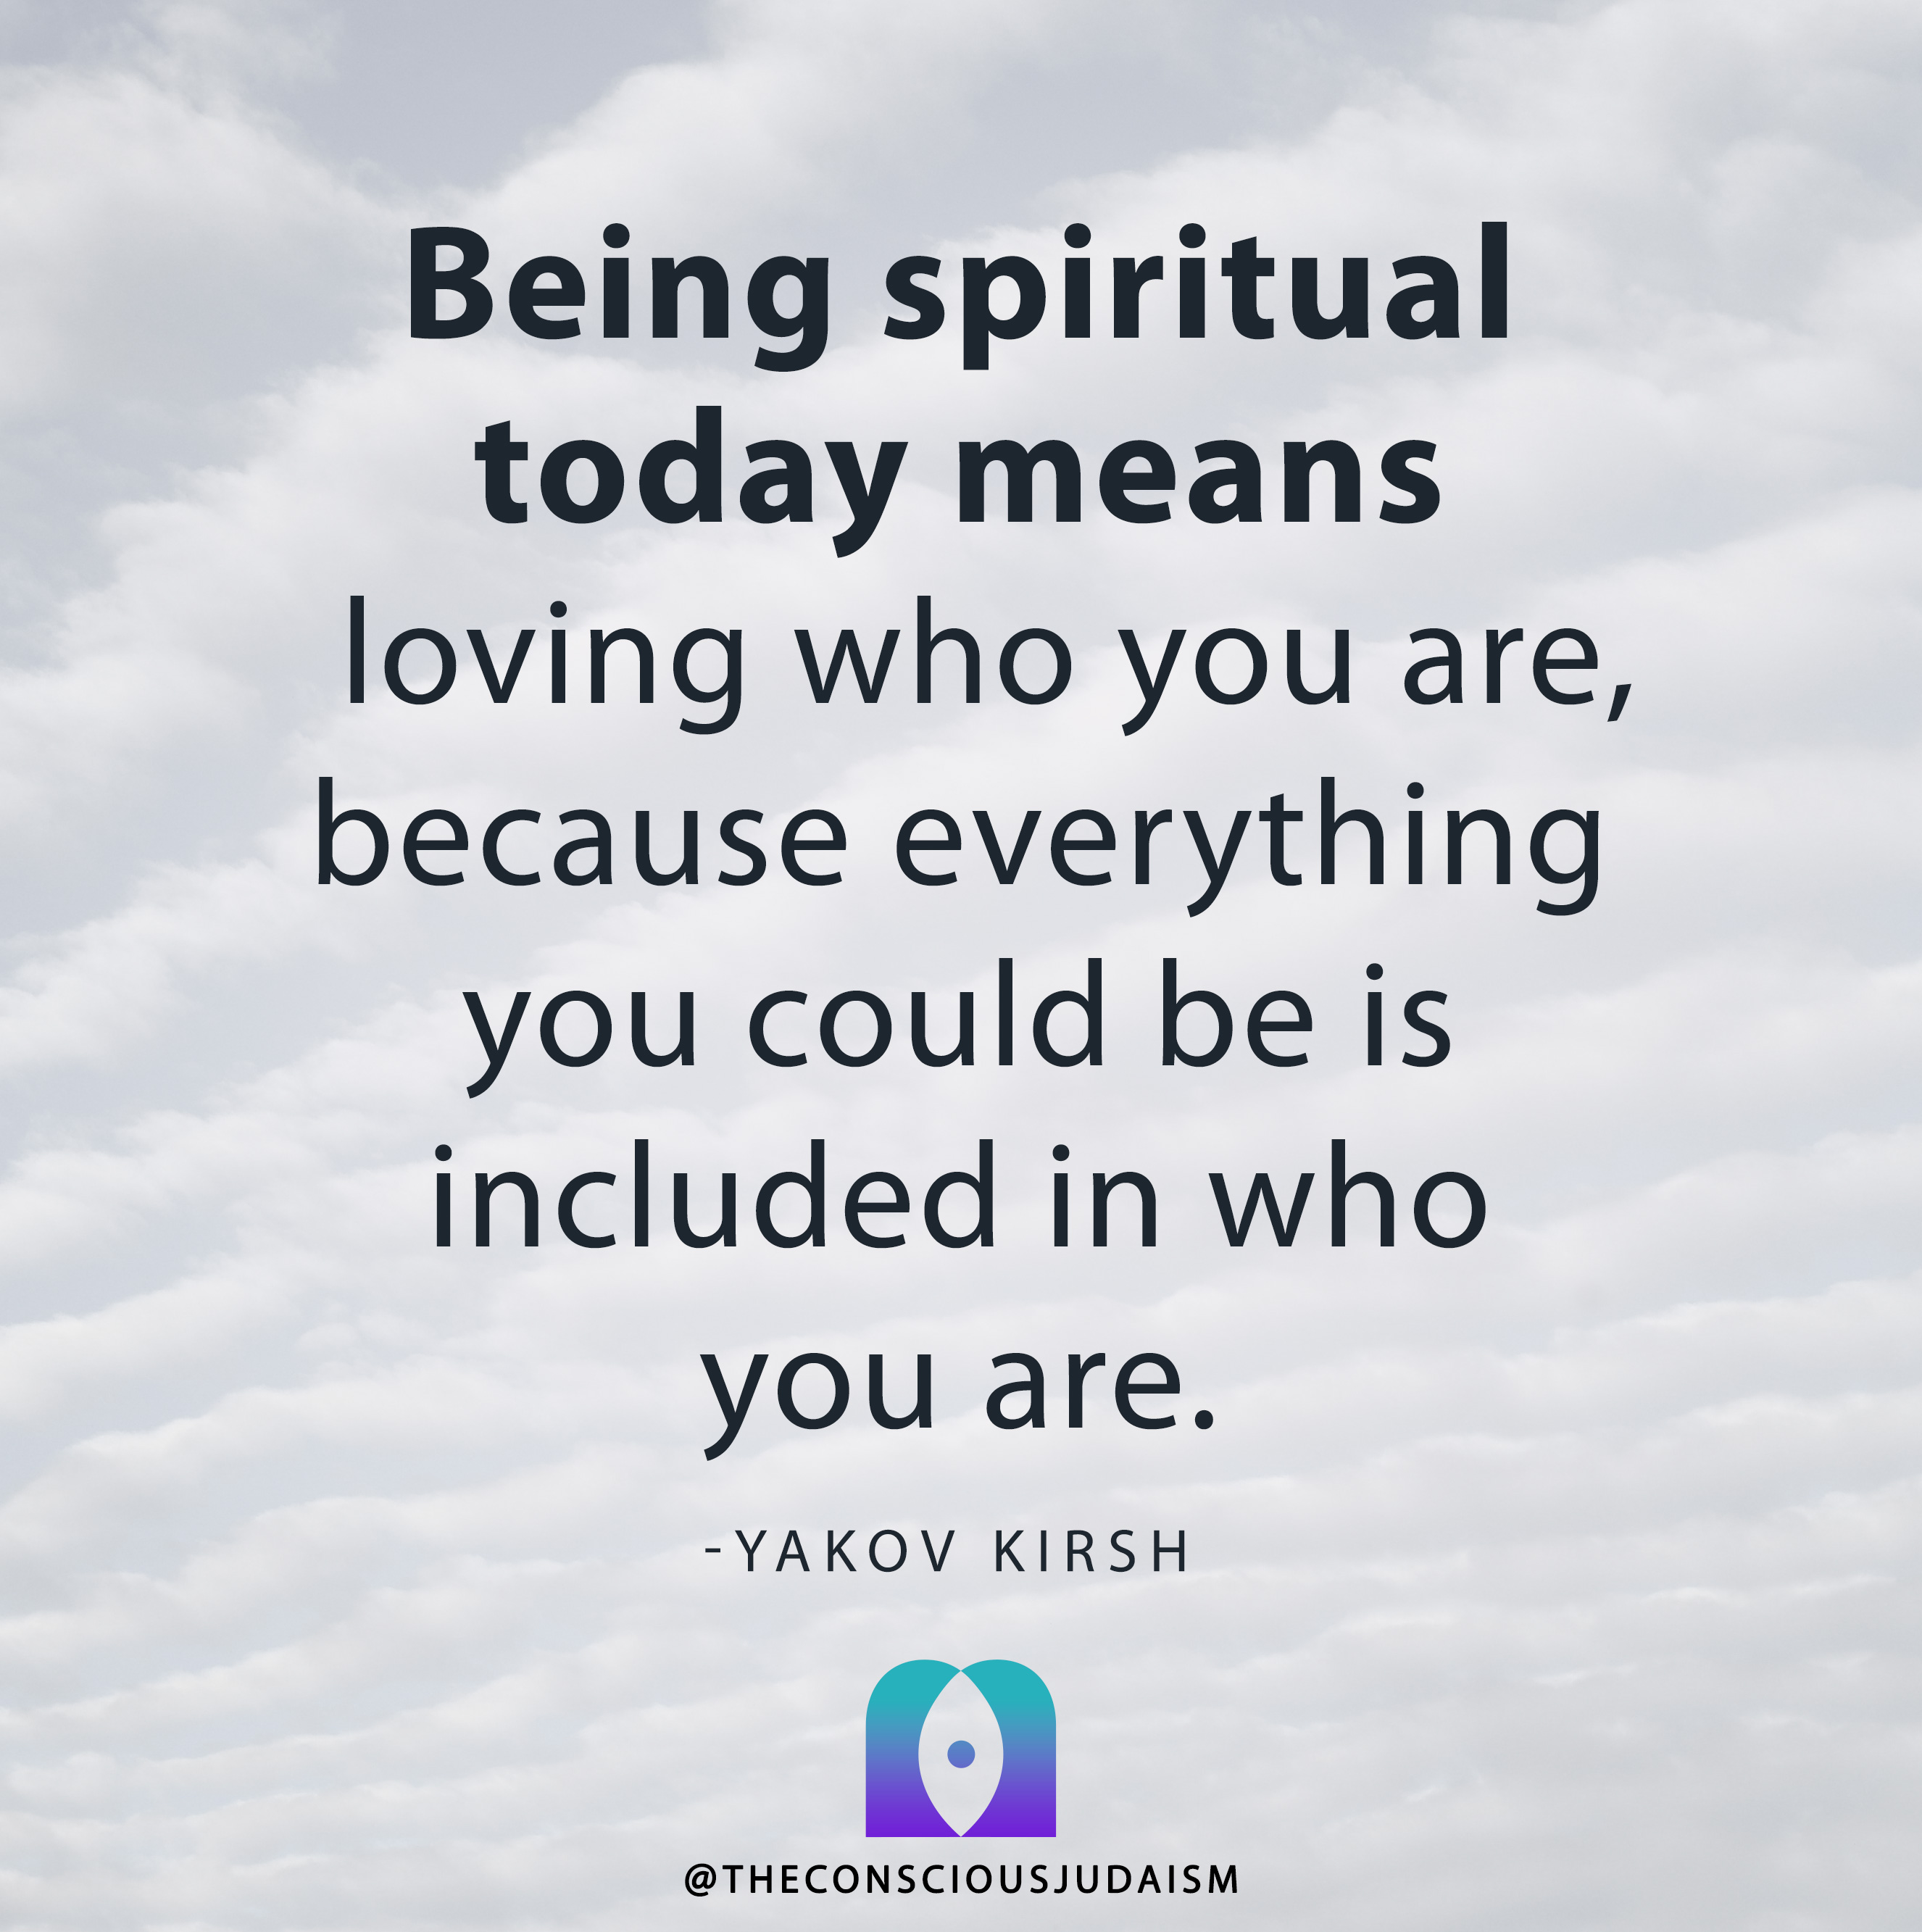 Being spiritual
today means
loving who you are,
because everything
you could be is
included in who
you are.
-YAKOV KIRSH
@THECONSCIOUSJUDAISM